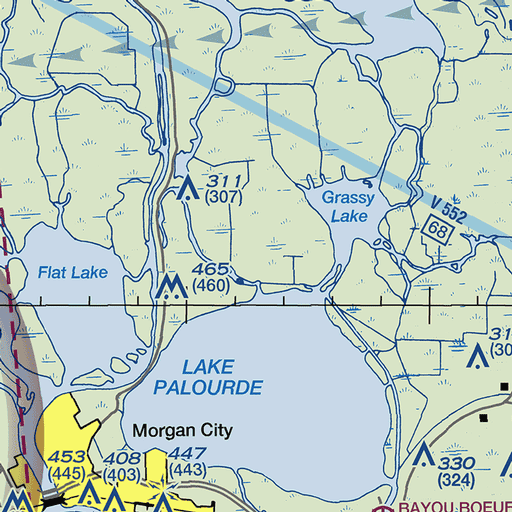 311
(307)
Grassy
Lake
V 552
68
Flat Lake
465
(460)
LAKE
PALOURDE
Morgan City
453
(445)
408
(403)
447
(443)
330
(324)
BAYOU BOEUF